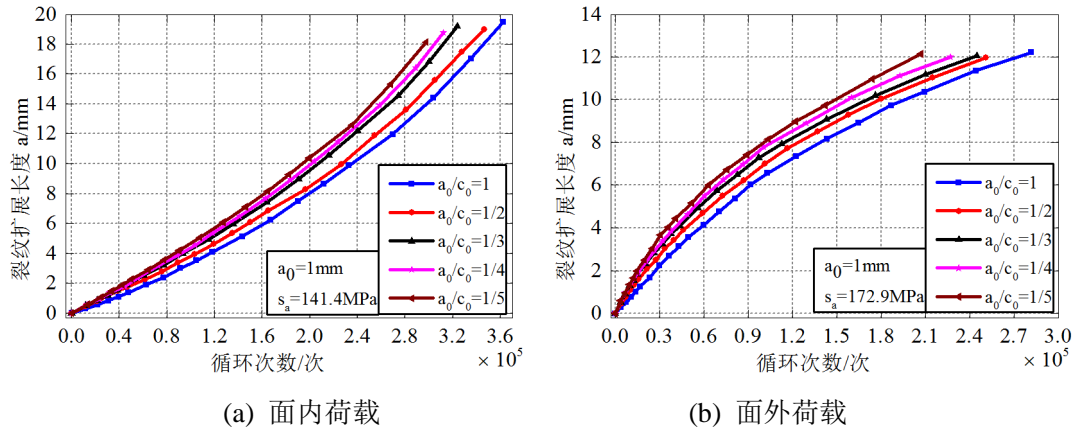 裂纹扩展长度 a/mm
20
18
16
14
12
10
8
6
4
2
0
0 0.4 0.8 1.2 1.6 2.0 2.4 2.8 3.2 3.6
× 10⁵
循环次数/次
a₀/c₀=1
a₀/c₀=1/2
a₀/c₀=1/3
a₀/c₀=1/4
a₀/c₀=1/5
a₀=1mm
sₐ=141.4MPa
(a) 面内荷载
裂纹扩展长度 a/mm
14
12
10
8
6
4
2
0
0 0.3 0.6 0.9 1.2 1.5 1.8 2.1 2.4 2.7 3.0
× 10⁵
循环次数/次
a₀/c₀=1
a₀/c₀=1/2
a₀/c₀=1/3
a₀/c₀=1/4
a₀/c₀=1/5
a₀=1mm
sₐ=172.9MPa
(b) 面外荷载